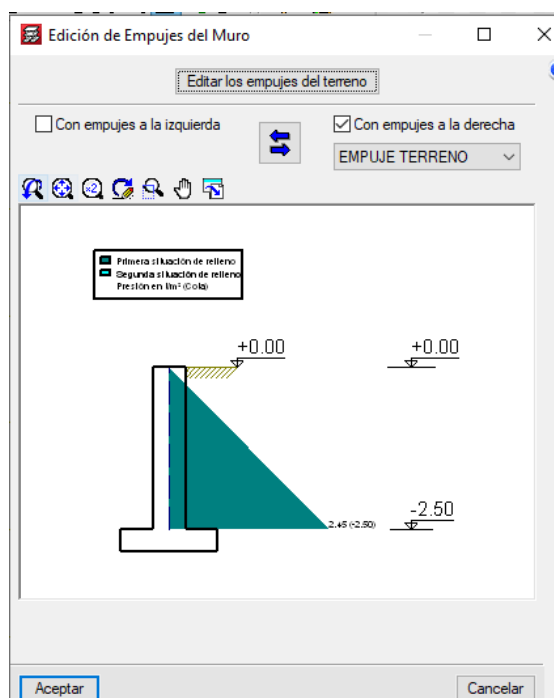 Edición de Empujes del Muro
Editar los empujes del terreno
Con empujes a la izquierda
Con empujes a la derecha
EMPUJE TERRENO
x2
Primera situación de relleno
Segunda situación de relleno
Presión en t/m² (Cota)
+0.00
+0.00
2.45 (-2.50)
-2.50
Aceptar
Cancelar